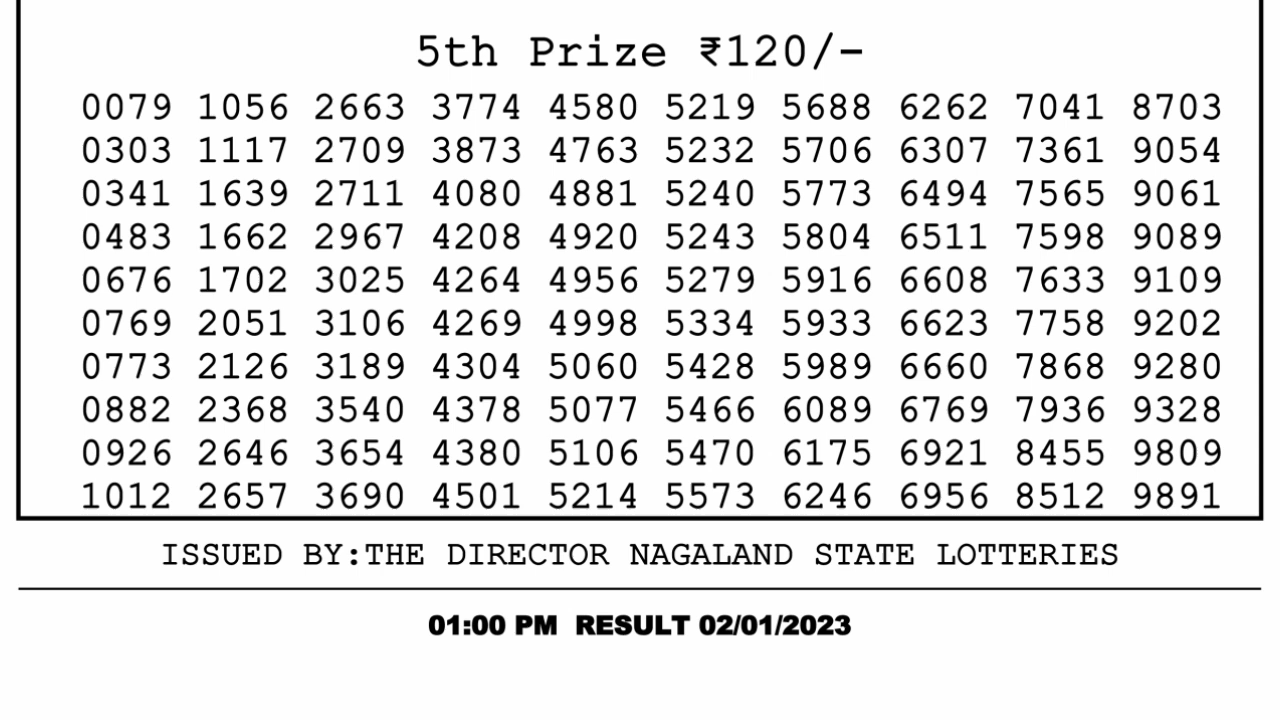 5th Prize ₹120/-
0079 1056 2663 3774 4580 5219 5688 6262 7041 8703
0303 1117 2709 3873 4763 5232 5706 6307 7361 9054
0341 1639 2711 4080 4881 5240 5773 6494 7565 9061
0483 1662 2967 4208 4920 5243 5804 6511 7598 9089
0676 1702 3025 4264 4956 5279 5916 6608 7633 9109
0769 2051 3106 4269 4998 5334 5933 6623 7758 9202
0773 2126 3189 4304 5060 5428 5989 6660 7868 9280
0882 2368 3540 4378 5077 5466 6089 6769 7936 9328
0926 2646 3654 4380 5106 5470 6175 6921 8455 9809
1012 2657 3690 4501 5214 5573 6246 6956 8512 9891
ISSUED BY:THE DIRECTOR NAGALAND STATE LOTTERIES
01:00 PM RESULT 02/01/2023